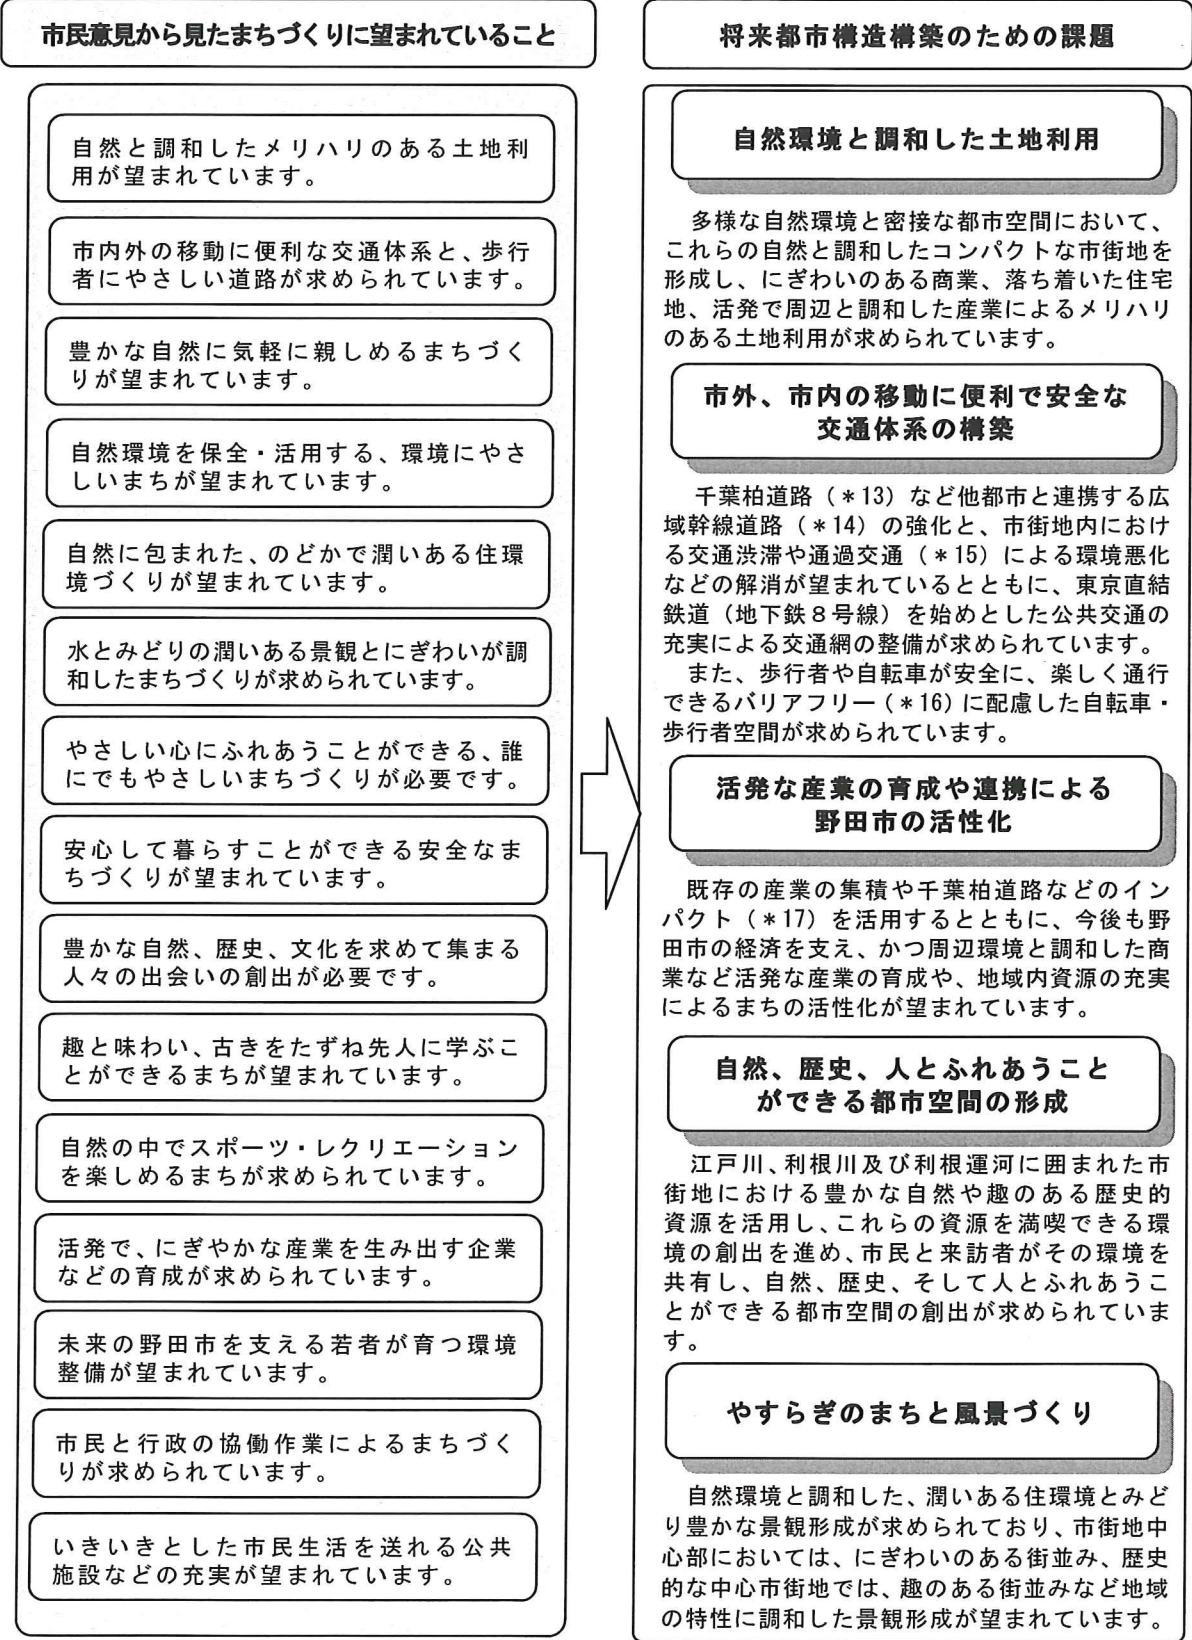 市民意見から見たまちづくりに望まれていること
自然と調和したメリハリのある土地利
用が望まれています。
市内外の移動に便利な交通体系と、歩行
者にやさしい道路が求められています。
豊かな自然に気軽に親しめるまちづく
りが望まれています。
自然環境を保全・活用する、環境にやさ
しいまちが望まれています。
自然に包まれた、のどかで潤いある住環
境づくりが望まれています。
水とみどりの潤いある景観とにぎわいが調
和したまちづくりが求められています。
やさしい心にふれあうことができる、誰
にでもやさしいまちづくりが必要です。
安心して暮らすことができる安全なま
ちづくりが望まれています。
豊かな自然、歴史、文化を求めて集まる
人々の出会いの創出が必要です。
趣と味わい、古きをたずね先人に学ぶこ
とができるまちが望まれています。
自然の中でスポーツ・レクリエーション
を楽しめるまちが求められています。
活発で、にぎやかな産業を生み出す企業
などの育成が求められています。
未来の野田市を支える若者が育つ環境
整備が望まれています。
市民と行政の協働作業によるまちづく
りが求められています。
いきいきとした市民生活を送れる公共
施設などの充実が望まれています。
将来都市構造構築のための課題
自然環境と調和した土地利用
多様な自然環境と密接な都市空間において、
これらの自然と調和したコンパクトな市街地を
形成し、にぎわいのある商業、落ち着いた住宅
地、活発で周辺と調和した産業によるメリハリ
のある土地利用が求められています。
市外、市内の移動に便利で安全な
交通体系の構築
千葉柏道路（＊13）など他都市と連携する広
域幹線道路（＊14）の強化と、市街地内におけ
る交通渋滞や通過交通（＊15）による環境悪化
などの解消が望まれているとともに、東京直結
鉄道（地下鉄８号線）を始めとした公共交通の
充実による交通網の整備が求められています。
また、歩行者や自転車が安全に、楽しく通行
できるバリアフリー（＊16）に配慮した自転車・
歩行者空間が求められています。
活発な産業の育成や連携による
野田市の活性化
既存の産業の集積や千葉柏道路などのイン
パクト（＊17）を活用するとともに、今後も野
田市の経済を支え、かつ周辺環境と調和した商
業など活発な産業の育成や、地域内資源の充実
によるまちの活性化が望まれています。
自然、歴史、人とふれあうこと
ができる都市空間の形成
江戸川、利根川及び利根運河に囲まれた市
街地における豊かな自然や趣のある歴史的
資源を活用し、これらの資源を満喫できる環
境の創出を進め、市民と来訪者がその環境を
共有し、自然、歴史、そして人とふれあうこ
とができる都市空間の創出が求められていま
す。
やすらぎのまちと風景づくり
自然環境と調和した、潤いある住環境とみど
り豊かな景観形成が求められており、市街地中
心部においては、にぎわいのある街並み、歴史
的な中心市街地では、趣のある街並みなど地域
の特性に調和した景観形成が望まれています。